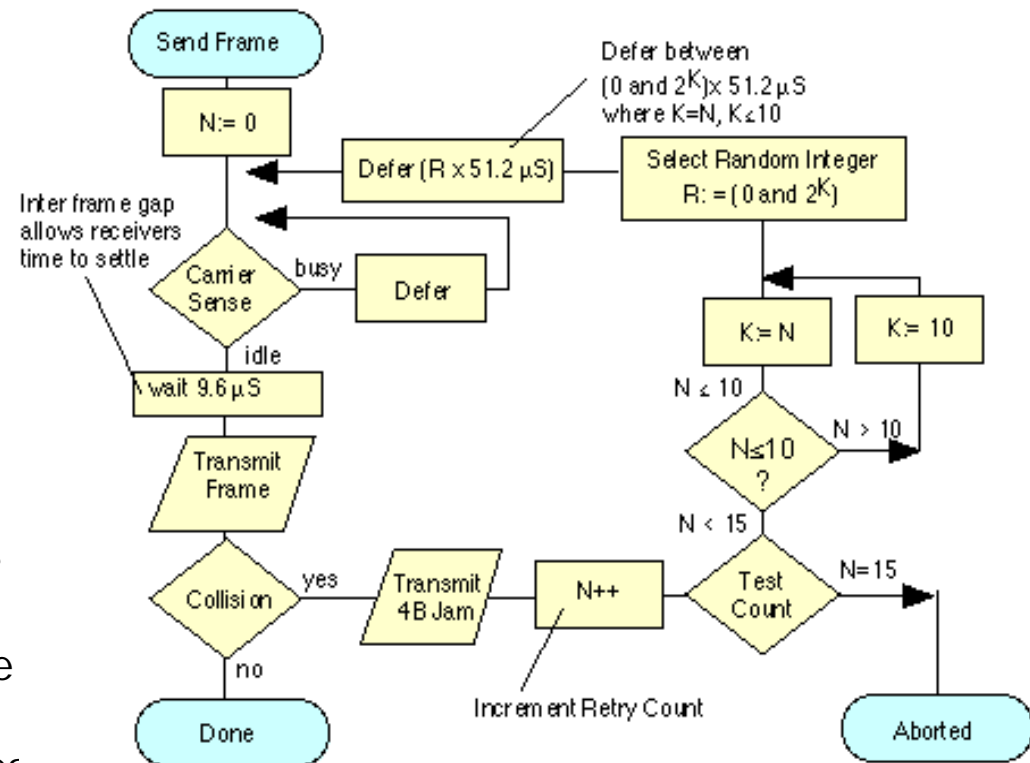 Send Frame
N:= 0
Defer between
(0 and 2^K)x 51.2 µS
where K=N, K≤10
Defer (R x 51.2 µS)
Select Random Integer
R: = (0 and 2^K)
Inter frame gap
allows receivers
time to settle
Carrier
Sense
busy
Defer
idle
wait 9.6 µS
K:= N
K:= 10
N ≤ 10
N > 10
N≤10
?
Transmit
Frame
N < 15
Collision
yes
Transmit
4B Jam
N++
Test
Count
N=15
no
Increment Retry Count
Done
Aborted
e